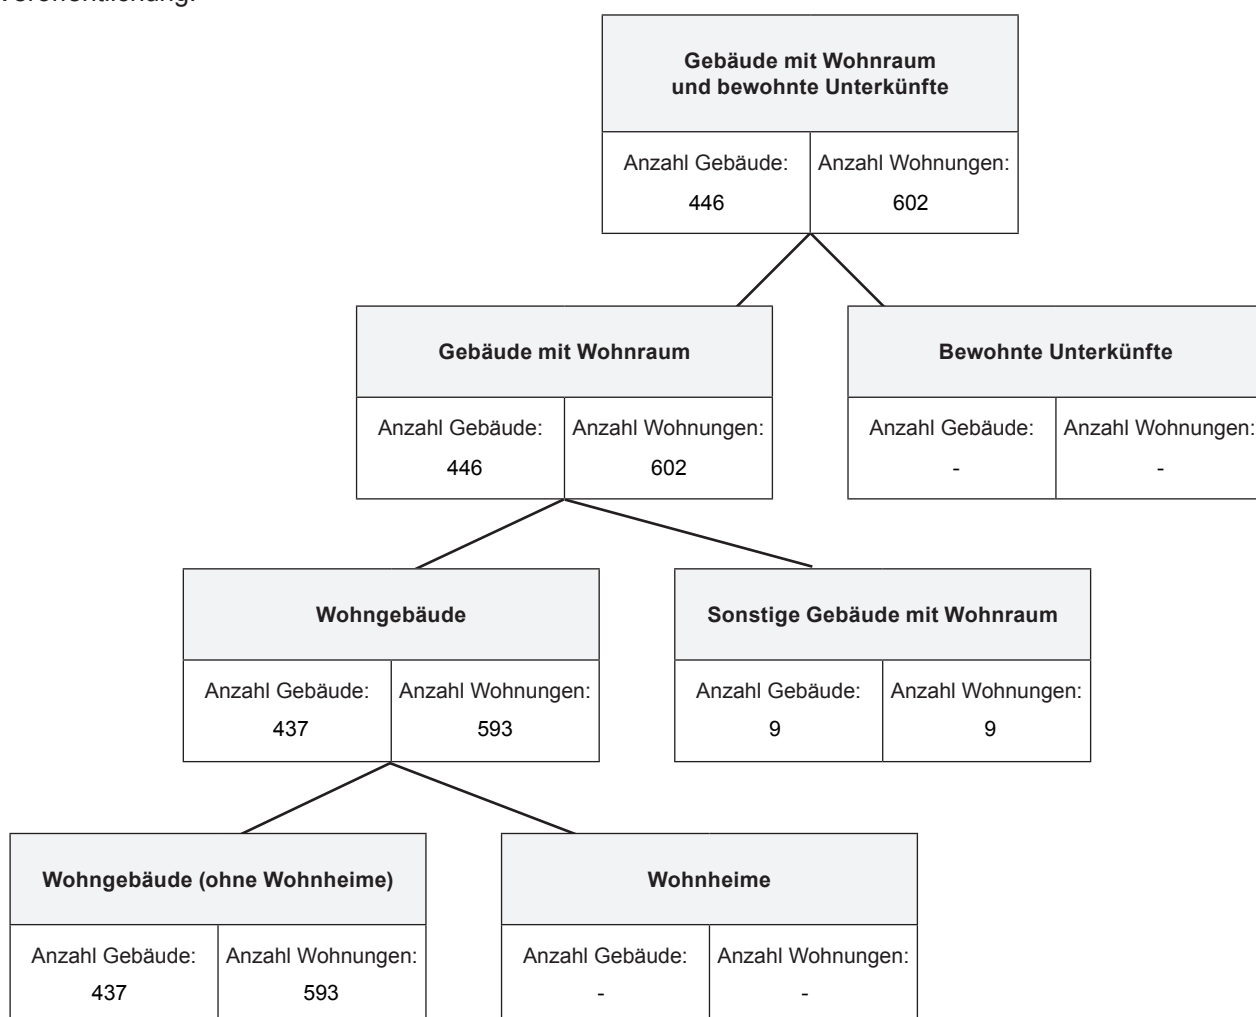 Veröffentlichung.
Gebäude mit Wohnraum
und bewohnte Unterkünfte
Anzahl Gebäude: Anzahl Wohnungen:
446 602
Gebäude mit Wohnraum
Anzahl Gebäude: Anzahl Wohnungen:
446 602
Bewohnte Unterkünfte
Anzahl Gebäude: Anzahl Wohnungen:
- -
Wohngebäude
Anzahl Gebäude: Anzahl Wohnungen:
437 593
Sonstige Gebäude mit Wohnraum
Anzahl Gebäude: Anzahl Wohnungen:
9 9
Wohngebäude (ohne Wohnheime)
Anzahl Gebäude: Anzahl Wohnungen:
437 593
Wohnheime
Anzahl Gebäude: Anzahl Wohnungen:
- -